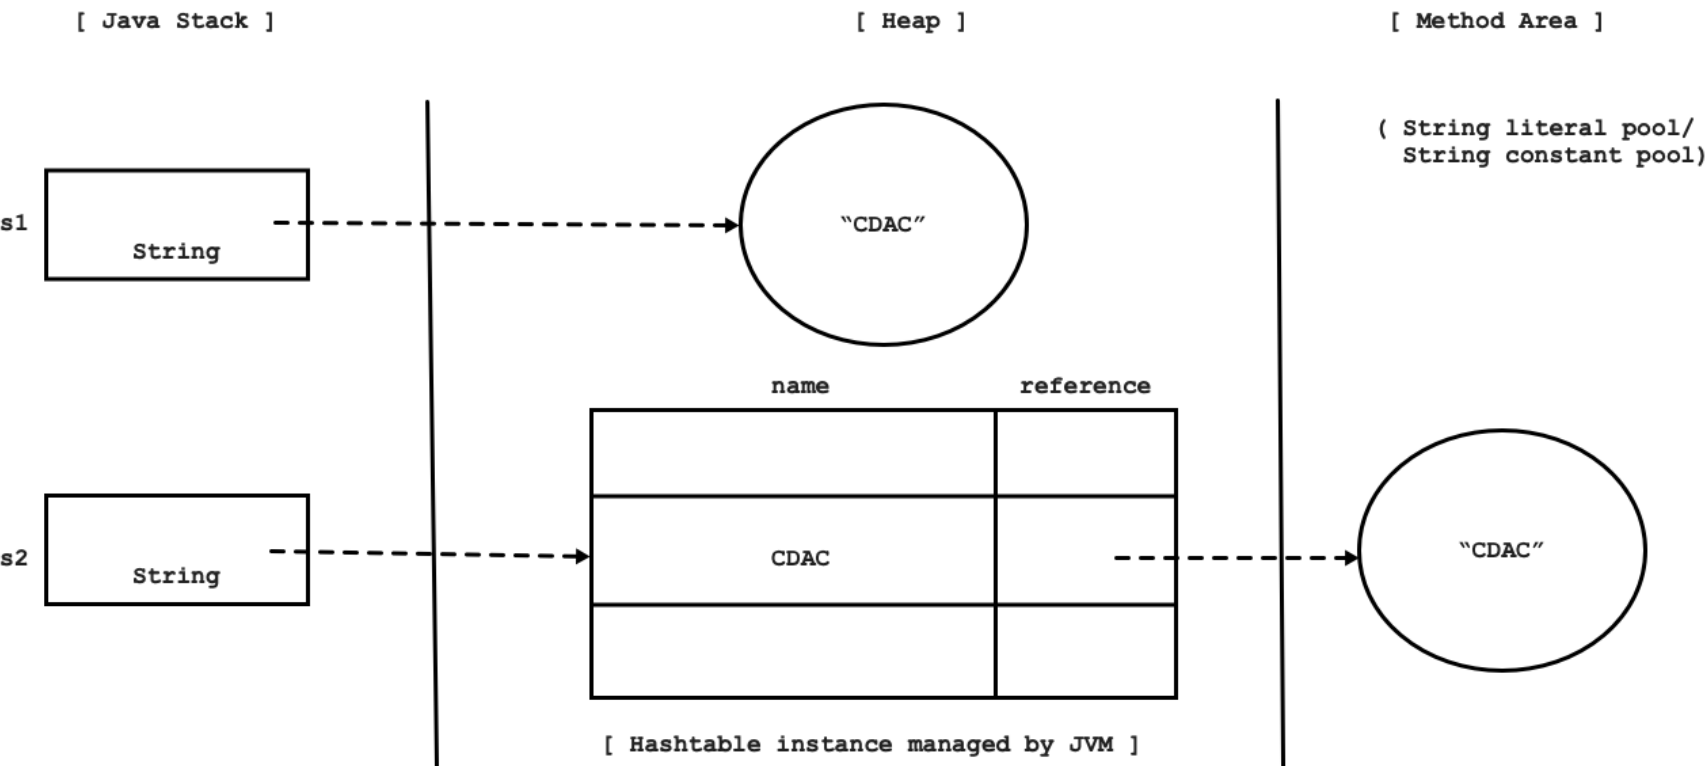 [ Java Stack ]
[ Heap ]
[ Method Area ]
( String literal pool/
String constant pool)
s1
String
“CDAC”
name
reference
s2
String
CDAC
“CDAC”
[ Hashtable instance managed by JVM ]